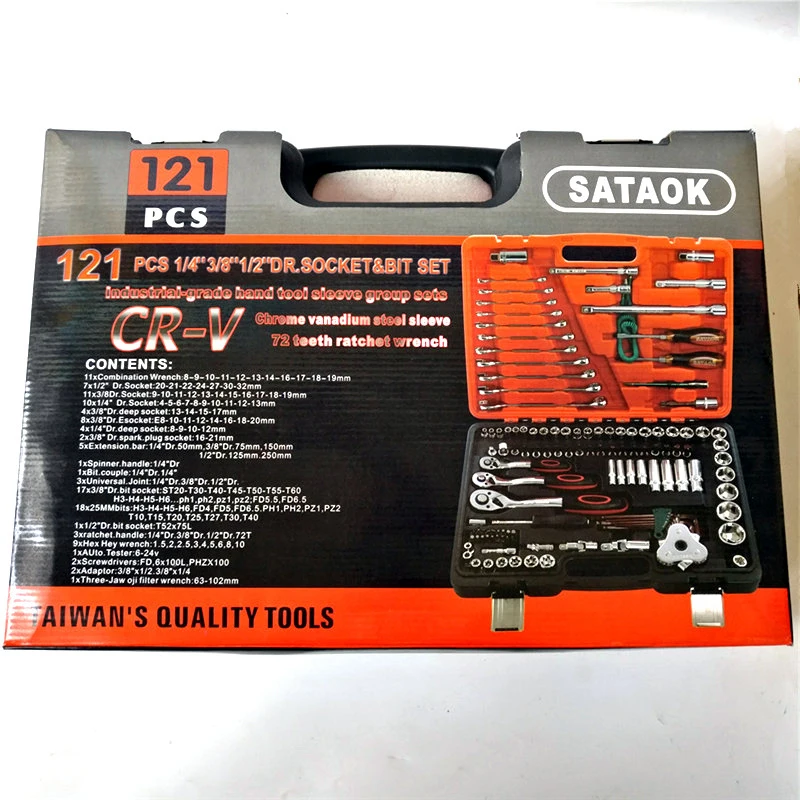 121
PCS
SATAOK
121 PCS 1/4"3/8"1/2"DR.SOCKET&BIT SET
industrial-grade hand tool sleeve group sets
CR-V
Chrome vanadium steel sleeve
72 teeth ratchet wrench
CONTENTS:
11xCombination Wrench:8-9-10-11-12-13-14-16-17-18-19mm
7x1/2" Dr.Socket:20-21-22-24-27-30-32mm
11x3/8Dr.Socket:9-10-11-12-13-14-15-16-17-18-19mm
10x1/4" Dr.Socket:4-5-6-7-8-9-10-11-12-13mm
4x3/8"Dr.deep socket:13-14-15-17mm
8x3/8"Dr.Esocket:E8-10-11-12-14-16-18-20mm
4x1/4"Dr.deep socket:8-9-10-12mm
2x3/8" Dr.spark.plug socket:16-21mm
5xExtension.bar:1/4"Dr.50mm,3/8"Dr.75mm,150mm
1/2"Dr.125mm.250mm
1xSpinner.handle:1/4"Dr
1xBit.couple:1/4"Dr.1/4"
3xUniversal.Joint:1/4"Dr.3/8"Dr.1/2"Dr.
17x3/8"Dr.bit socket:ST20-T30-T40-T45-T50-T55-T60
H3-H4-H5-H6...ph1,ph2,pz1,pz2;FD5.5,FD6.5
18x25MMbits:H3-H4-H5-H6,FD4,FD5,FD6.5,PH1,PH2,PZ1,PZ2
T10,T15,T20,T25,T27,T30,T40
1x1/2"Dr.bit socket:T52x75L
3xratchet.handle:1/4"Dr.3/8"Dr.1/2"Dr.72T
9xHex Hey wrench:1.5,2,2.5,3,4,5,6,8,10
1xAUto.Tester:6-24v
2xScrewdrivers:FD,6x100L,PHZX100
2xAdaptor:3/8"x1/2.3/8"x1/4
1xThree-Jaw oji filter wrench:63-102mm
TAIWAN'S QUALITY TOOLS